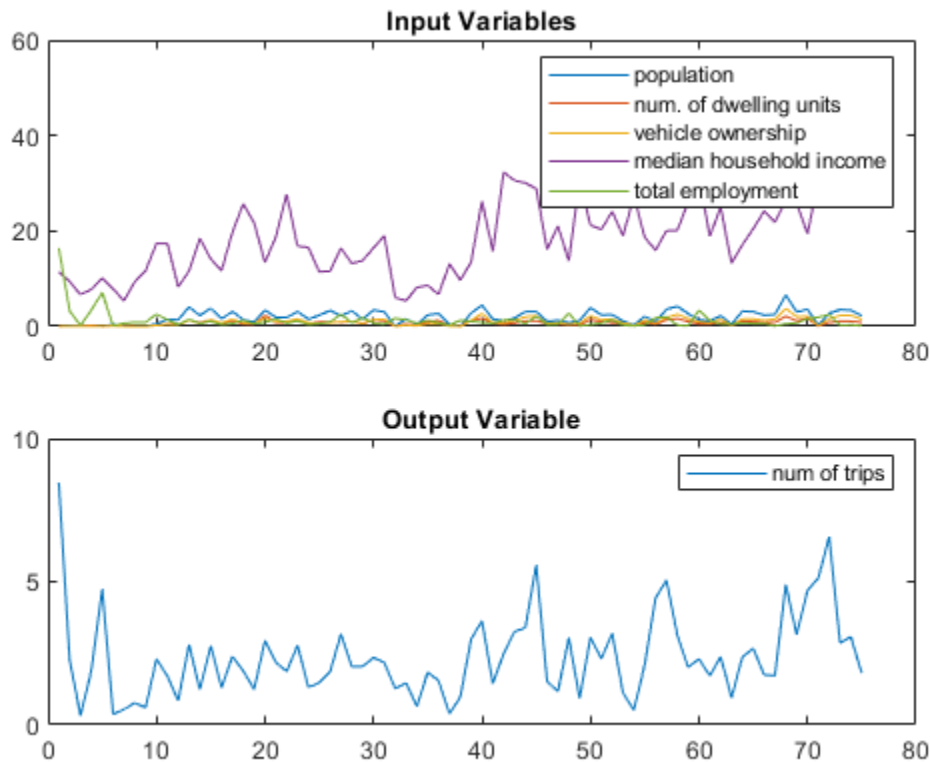 Input Variables
60
40
20
0
population
num. of dwelling units
vehicle ownership
median household income
total employment
0 10 20 30 40 50 60 70 80
Output Variable
10
5
0
num of trips
0 10 20 30 40 50 60 70 80